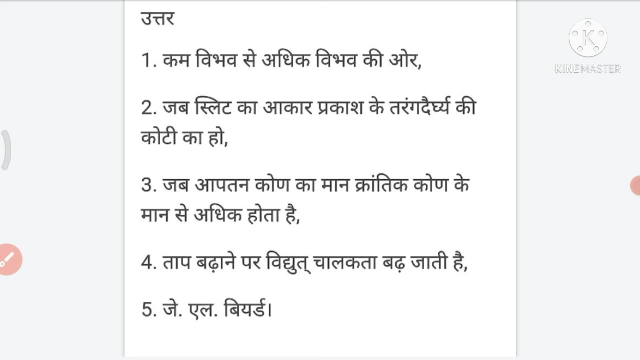 उत्तर
1. कम विभव से अधिक विभव की ओर,
2. जब स्लिट का आकार प्रकाश के तरंगदैर्घ्य की
कोटी का हो,
3. जब आपतन कोण का मान क्रांतिक कोण के
मान से अधिक होता है,
4. ताप बढ़ाने पर विद्युत् चालकता बढ़ जाती है,
5. जे. एल. बियर्ड।
K
KINEMASTER